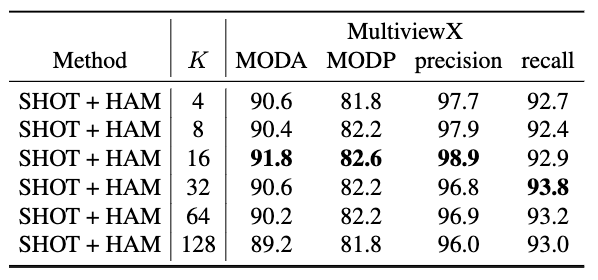 MultiviewX
Method K MODA MODP precision recall
SHOT + HAM 4 90.6 81.8 97.7 92.7
SHOT + HAM 8 90.4 82.2 97.9 92.4
SHOT + HAM 16 91.8 82.6 98.9 92.9
SHOT + HAM 32 90.6 82.2 96.8 93.8
SHOT + HAM 64 90.2 82.2 96.9 93.2
SHOT + HAM 128 89.2 81.8 96.0 93.0